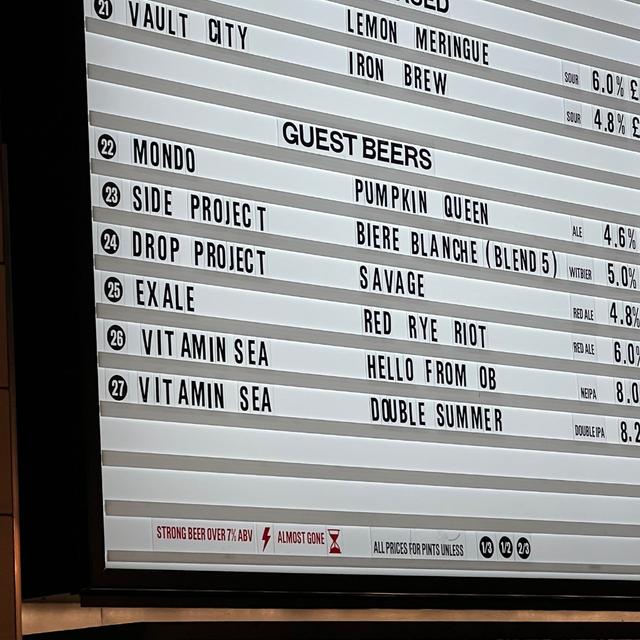 LEMON MERINGUE SOUR 6.0% £
21 VAULT CITY IRON BREW SOUR 4.8% £
GUEST BEERS
22 MONDO PUMPKIN QUEEN ALE 4.6%
23 SIDE PROJECT BIERE BLANCHE (BLEND 5) WITBIER 5.0%
24 DROP PROJECT SAVAGE RED ALE 4.8%
25 EXALE RED RYE RIOT RED ALE 6.0%
26 VITAMIN SEA HELLO FROM OB NEIPA 8.0
27 VITAMIN SEA DOUBLE SUMMER DOUBLE IPA 8.2
STRONG BEER OVER 7% ABV ALMOST GONE ALL PRICES FOR PINTS UNLESS 1/3 1/2 2/3